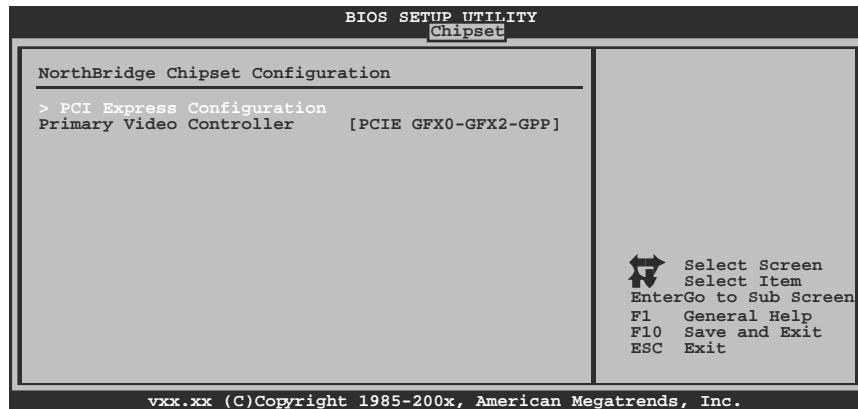 BIOS SETUP UTILITY
Chipset
NorthBridge Chipset Configuration
> PCI Express Configuration
Primary Video Controller [PCIE GFX0-GFX2-GPP]
Select Screen
Select Item
EnterGo to Sub Screen
F1 General Help
F10 Save and Exit
ESC Exit
vxx.xx (C)Copyright 1985-200x, American Megatrends, Inc.